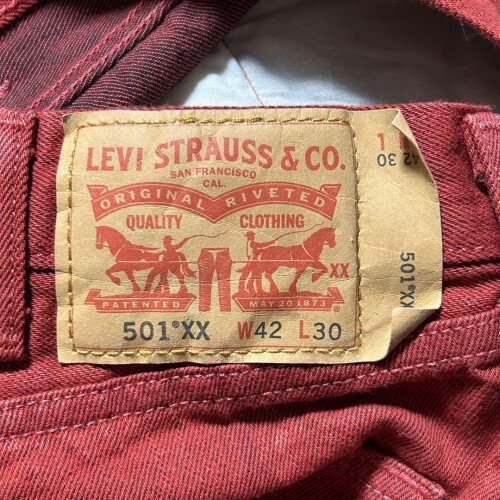 LEVI STRAUSS & CO.
SAN FRANCISCO
CAL.
ORIGINAL RIVETED
QUALITY CLOTHING
XX
PATENTED MAY 20 1873
®
501®XX W42 L30
42 30
501®XX